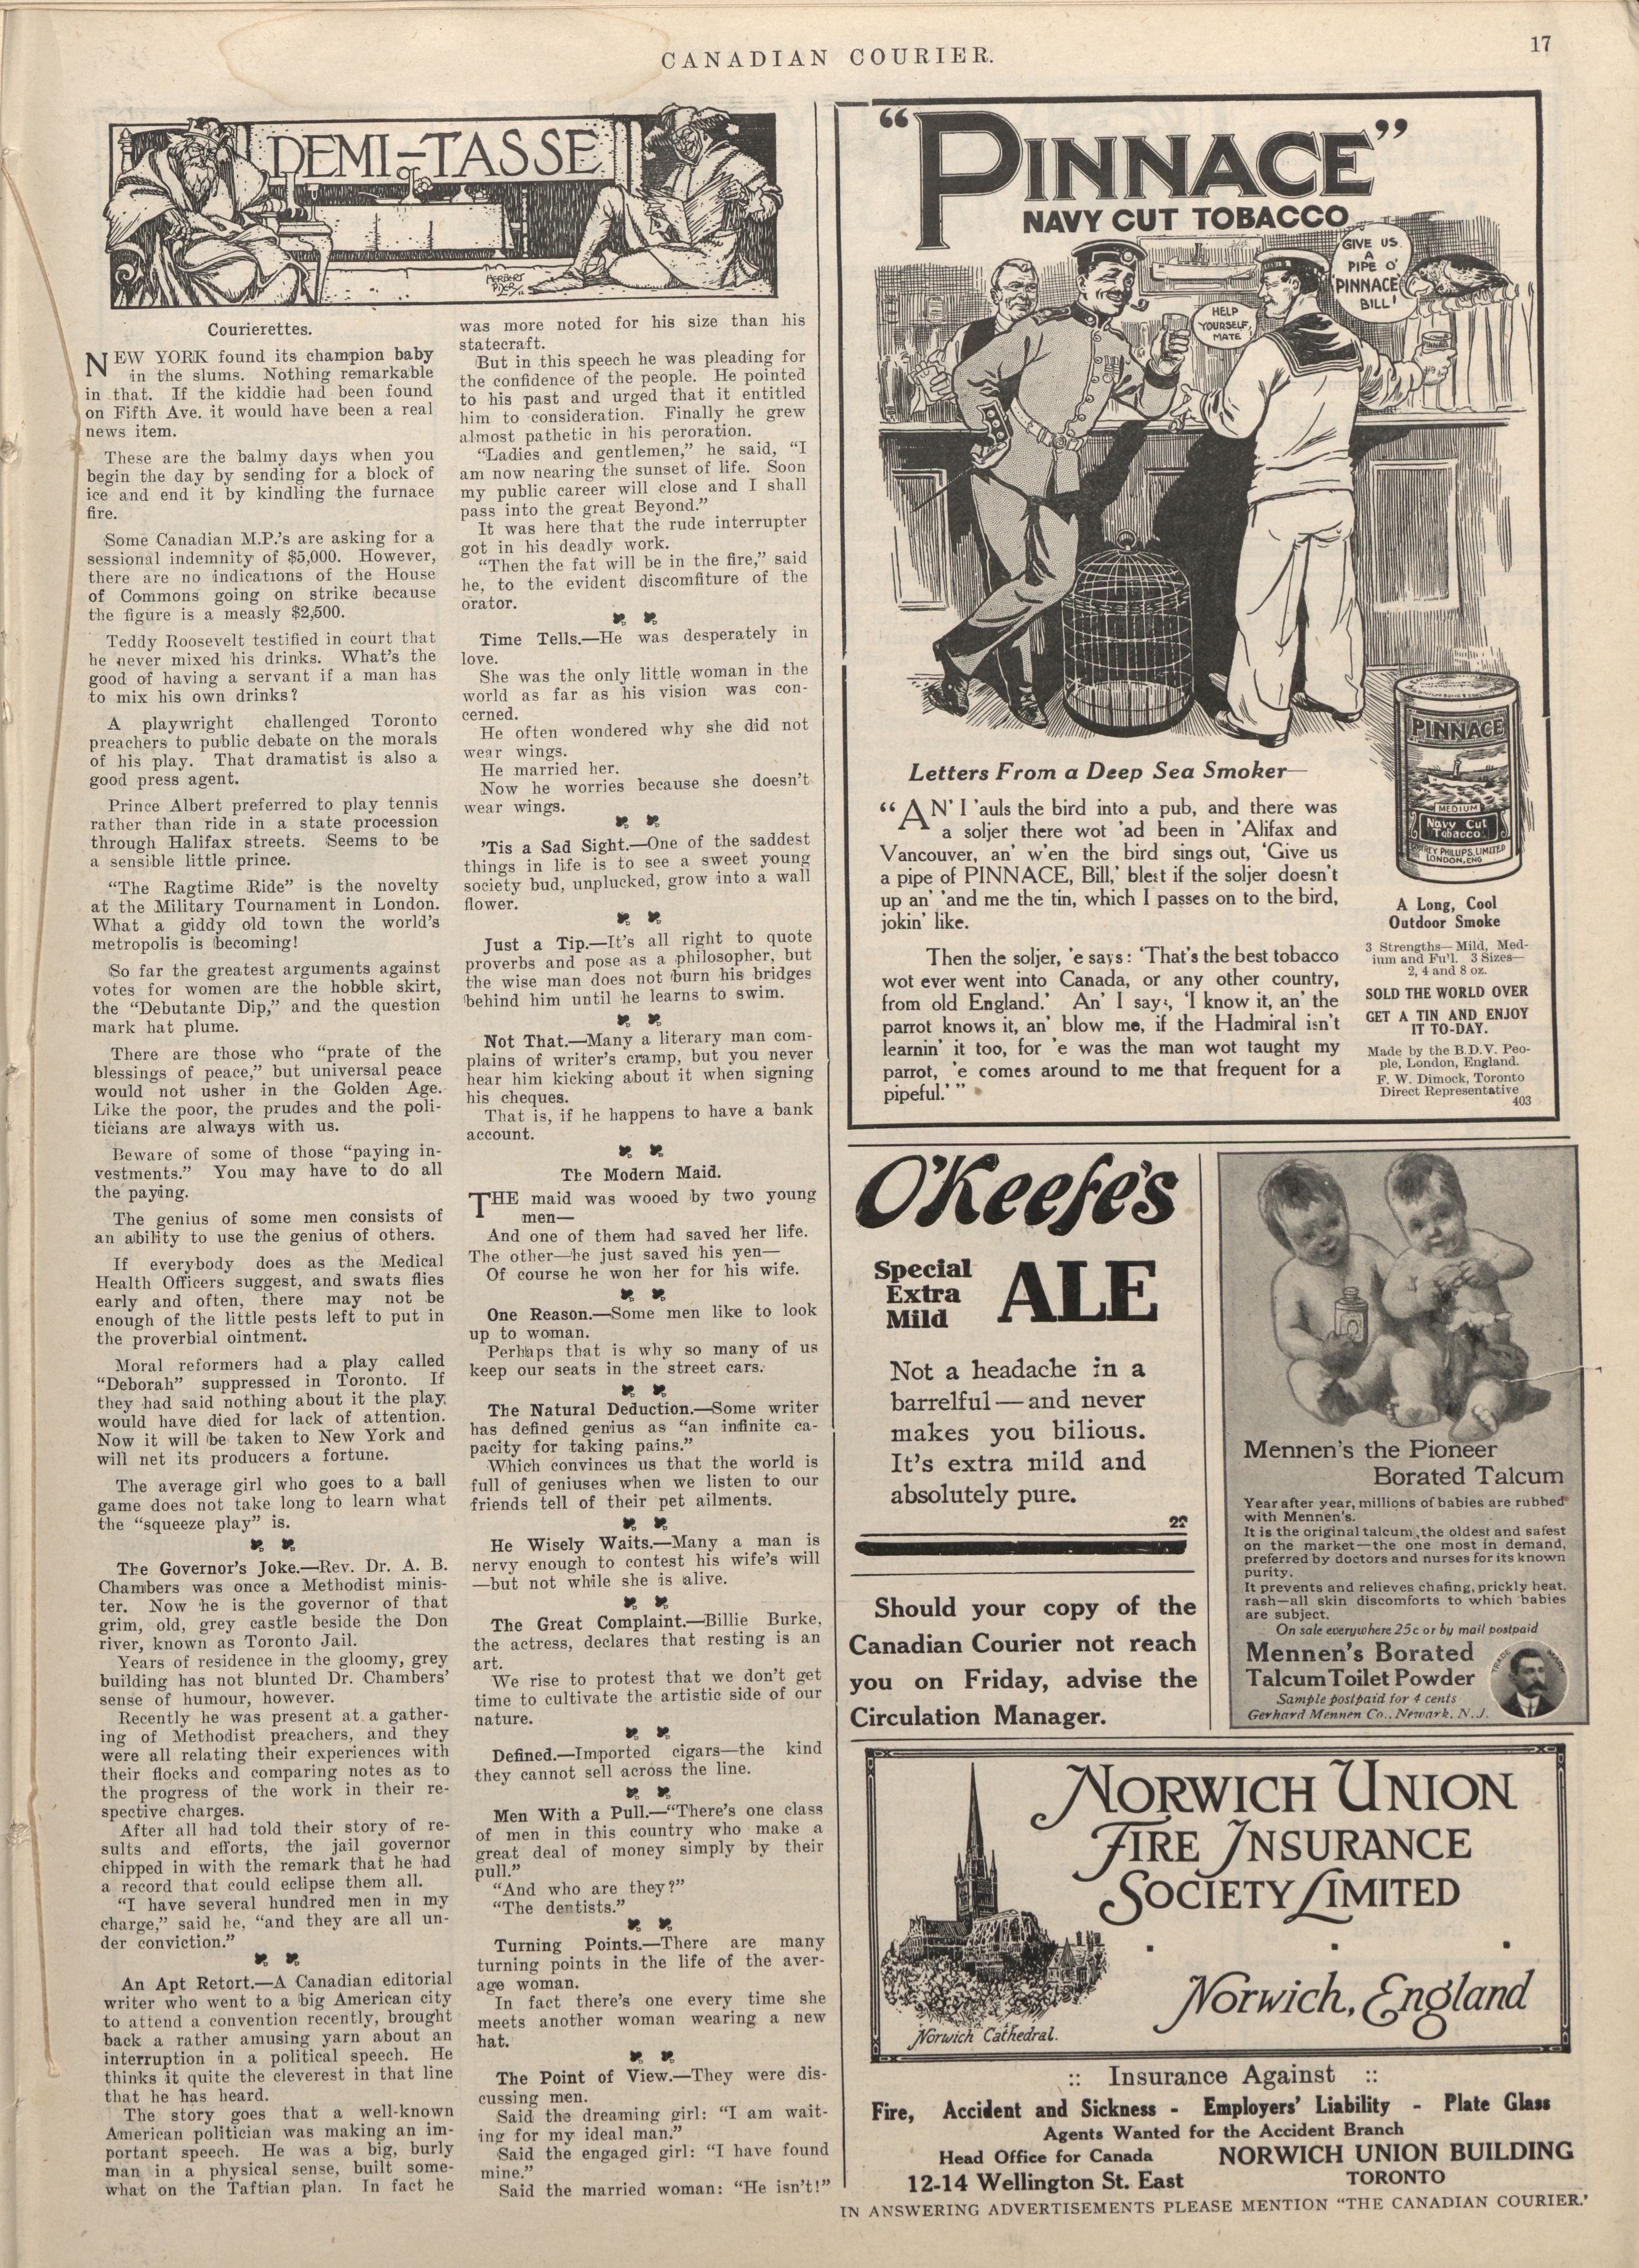 CANADIAN COURIER.
17
DEMI-TASSE
HERBERT
Courierettes.
NEW YORK found its champion baby
in the slums. Nothing remarkable
in that. If the kiddie had been found
on Fifth Ave. it would have been a real
news item.
These are the balmy days when you
begin the day by sending for a block of
ice and end it by kindling the furnace
fire.
Some Canadian M.P.'s are asking for a
sessional indemnity of $5,000. However,
there are no indications of the House
of Commons going on strike because
the figure is a measly $2,500.
Teddy Roosevelt testified in court that
he never mixed his drinks. What's the
good of having a servant if a man has
to mix his own drinks?
A playwright challenged Toronto
preachers to public debate on the morals
of his play. That dramatist is also a
good press agent.
Prince Albert preferred to play tennis
rather than ride in a state procession
through Halifax streets. Seems to be
a sensible little prince.
"The Ragtime Ride" is the novelty
at the Military Tournament in London.
What a giddy old town the world's
metropolis is becoming!
So far the greatest arguments against
votes for women are the hobble skirt,
the "Debutante Dip," and the question
mark hat plume.
There are those who "prate of the
blessings of peace," but universal peace
would not usher in the Golden Age.
Like the poor, the prudes and the poli-
ticians are always with us.
Beware of some of those "paying in-
vestments." You may have to do all
the paying.
The genius of some men consists of
an ability to use the genius of others.
If everybody does as the Medical
Health Officers suggest, and swats flies
early and often, there may not be
enough of the little pests left to put in
the proverbial ointment.
Moral reformers had a play called
"Deborah" suppressed in Toronto. If
they had said nothing about it the play
would have died for lack of attention.
Now it will be taken to New York and
will net its producers a fortune.
The average girl who goes to a ball
game does not take long to learn what
the "squeeze play" is.
The Governor's Joke.—Rev. Dr. A. B.
Chambers was once a Methodist minis-
ter. Now he is the governor of that
grim, old, grey castle beside the Don
river, known as Toronto Jail.
Years of residence in the gloomy, grey
building has not blunted Dr. Chambers'
sense of humour, however.
Recently he was present at a gather-
ing of Methodist preachers, and they
were all relating their experiences with
their flocks and comparing notes as to
the progress of the work in their re-
spective charges.
After all had told their story of re-
sults and efforts, the jail governor
chipped in with the remark that he had
a record that could eclipse them all.
"I have several hundred men in my
charge," said he, "and they are all un-
der conviction."
An Apt Retort.—A Canadian editorial
writer who went to a big American city
to attend a convention recently, brought
back a rather amusing yarn about an
interruption in a political speech. He
thinks it quite the cleverest in that line
that he has heard.
The story goes that a well-known
American politician was making an im-
portant speech. He was a big, burly
man in a physical sense, built some-
what on the Taftian plan. In fact he
was more noted for his size than his
statecraft.
But in this speech he was pleading for
the confidence of the people. He pointed
to his past and urged that it entitled
him to consideration. Finally he grew
almost pathetic in his peroration.
"Ladies and gentlemen," he said, "I
am now nearing the sunset of life. Soon
my public career will close and I shall
pass into the great Beyond."
It was here that the rude interrupter
got in his deadly work.
"Then the fat will be in the fire," said
he, to the evident discomfiture of the
orator.
Time Tells.—He was desperately in
love.
She was the only little woman in the
world as far as his vision was con-
cerned.
He often wondered why she did not
wear wings.
He married her.
Now he worries because she doesn't
wear wings.
'Tis a Sad Sight.—One of the saddest
things in life is to see a sweet young
society bud, unplucked, grow into a wall
flower.
Just a Tip.—It's all right to quote
proverbs and pose as a philosopher, but
the wise man does not burn his bridges
behind him until he learns to swim.
Not That.—Many a literary man com-
plains of writer's cramp, but you never
hear him kicking about it when signing
his cheques.
That is, if he happens to have a bank
account.
The Modern Maid.
THE maid was wooed by two young
men—
And one of them had saved her life.
The other—he just saved his yen—
Of course he won her for his wife.
One Reason.—Some men like to look
up to woman.
Perhaps that is why so many of us
keep our seats in the street cars.
The Natural Deduction.—Some writer
has defined genius as "an infinite ca-
pacity for taking pains."
Which convinces us that the world is
full of geniuses when we listen to our
friends tell of their pet ailments.
He Wisely Waits.—Many a man is
nervy enough to contest his wife's will
—but not while she is alive.
The Great Complaint.—Billie Burke,
the actress, declares that resting is an
art.
We rise to protest that we don't get
time to cultivate the artistic side of our
nature.
Defined.—Imported cigars—the kind
they cannot sell across the line.
Men With a Pull.—"There's one class
of men in this country who make a
great deal of money simply by their
pull."
"And who are they?"
"The dentists."
Turning Points.—There are many
turning points in the life of the aver-
age woman.
In fact there's one every time she
meets another woman wearing a new
hat.
The Point of View.—They were dis-
cussing men.
Said the dreaming girl: "I am wait-
ing for my ideal man."
Said the engaged girl: "I have found
mine."
Said the married woman: "He isn't!"
"PINNACE"
NAVY CUT TOBACCO
GIVE US
A
PIPE O'
'PINNACE'
BILL!
HELP
YOURSELF,
MATE
Letters From a Deep Sea Smoker—
"AN' I 'auls the bird into a pub, and there was
a soljer there wot 'ad been in 'Alifax and
Vancouver, an' w'en the bird sings out, 'Give us
a pipe of PINNACE, Bill,' blest if the soljer doesn't
up an' 'and me the tin, which I passes on to the bird,
jokin' like.
Then the soljer, 'e says: 'That's the best tobacco
wot ever went into Canada, or any other country,
from old England.' An' I says, 'I know it, an' the
parrot knows it, an' blow me, if the Hadmiral isn't
learnin' it too, for 'e was the man wot taught my
parrot, 'e comes around to me that frequent for a
pipeful.' "
PINNACE
MEDIUM
Navy Cut
Tobacco
GODFREY PHILLIPS, LIMITED
LONDON, ENG
A Long, Cool
Outdoor Smoke
3 Strengths—Mild, Med-
ium and Ful'l. 3 Sizes—
2, 4 and 8 oz.
SOLD THE WORLD OVER
GET A TIN AND ENJOY
IT TO-DAY.
Made by the B.D.V. Peo-
ple, London, England.
F. W. Dimock, Toronto
Direct Representative
403
O'Keefe's
Special
Extra
Mild
ALE
Not a headache in a
barrelful—and never
makes you bilious.
It's extra mild and
absolutely pure.
Should your copy of the
Canadian Courier not reach
you on Friday, advise the
Circulation Manager.
Mennen's the Pioneer
Borated Talcum
Year after year, millions of babies are rubbed
with Mennen's.
It is the original talcum, the oldest and safest
on the market—the one most in demand,
preferred by doctors and nurses for its known
purity.
It prevents and relieves chafing, prickly heat,
rash—all skin discomforts to which babies
are subject.
On sale everywhere 25c or by mail postpaid
Mennen's Borated
Talcum Toilet Powder
Sample postpaid for 4 cents
Gerhard Mennen Co., Newark, N.J.
TRADE MARK
NORWICH UNION
FIRE INSURANCE
SOCIETY LIMITED
Norwich, England
Norwich Cathedral.
:: Insurance Against ::
Fire, Accident and Sickness - Employers' Liability - Plate Glass
Agents Wanted for the Accident Branch
Head Office for Canada NORWICH UNION BUILDING
12-14 Wellington St. East TORONTO
IN ANSWERING ADVERTISEMENTS PLEASE MENTION "THE CANADIAN COURIER.'